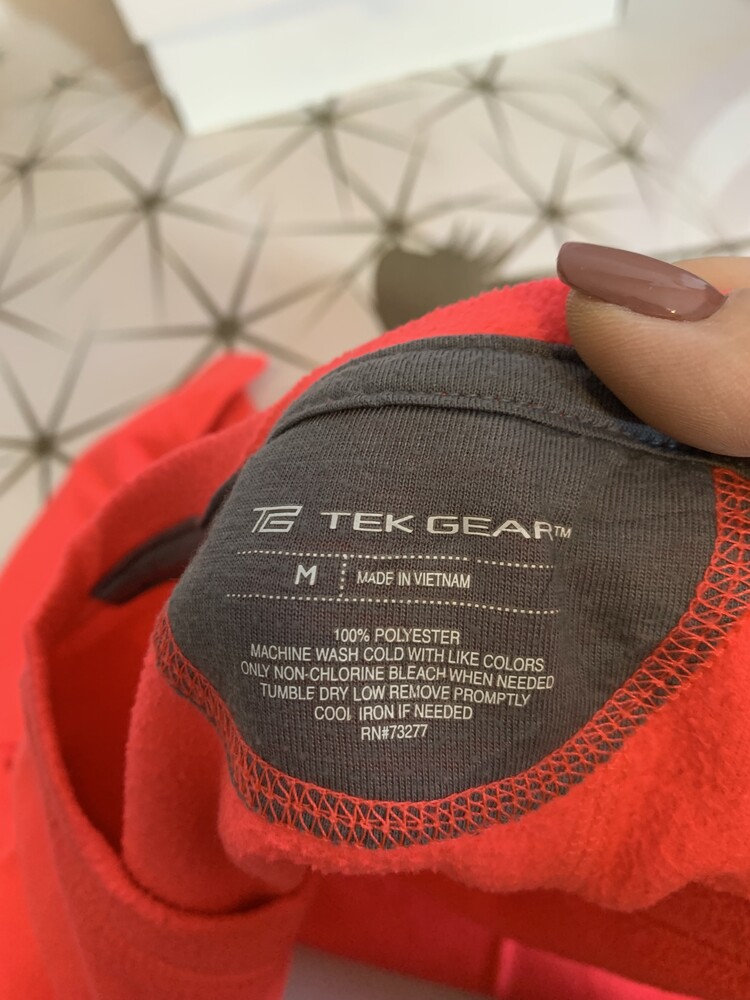 TG TEK GEAR™
M MADE IN VIETNAM
100% POLYESTER
MACHINE WASH COLD WITH LIKE COLORS
ONLY NON-CHLORINE BLEACH WHEN NEEDED
TUMBLE DRY LOW REMOVE PROMPTLY
COOL IRON IF NEEDED
RN#73277